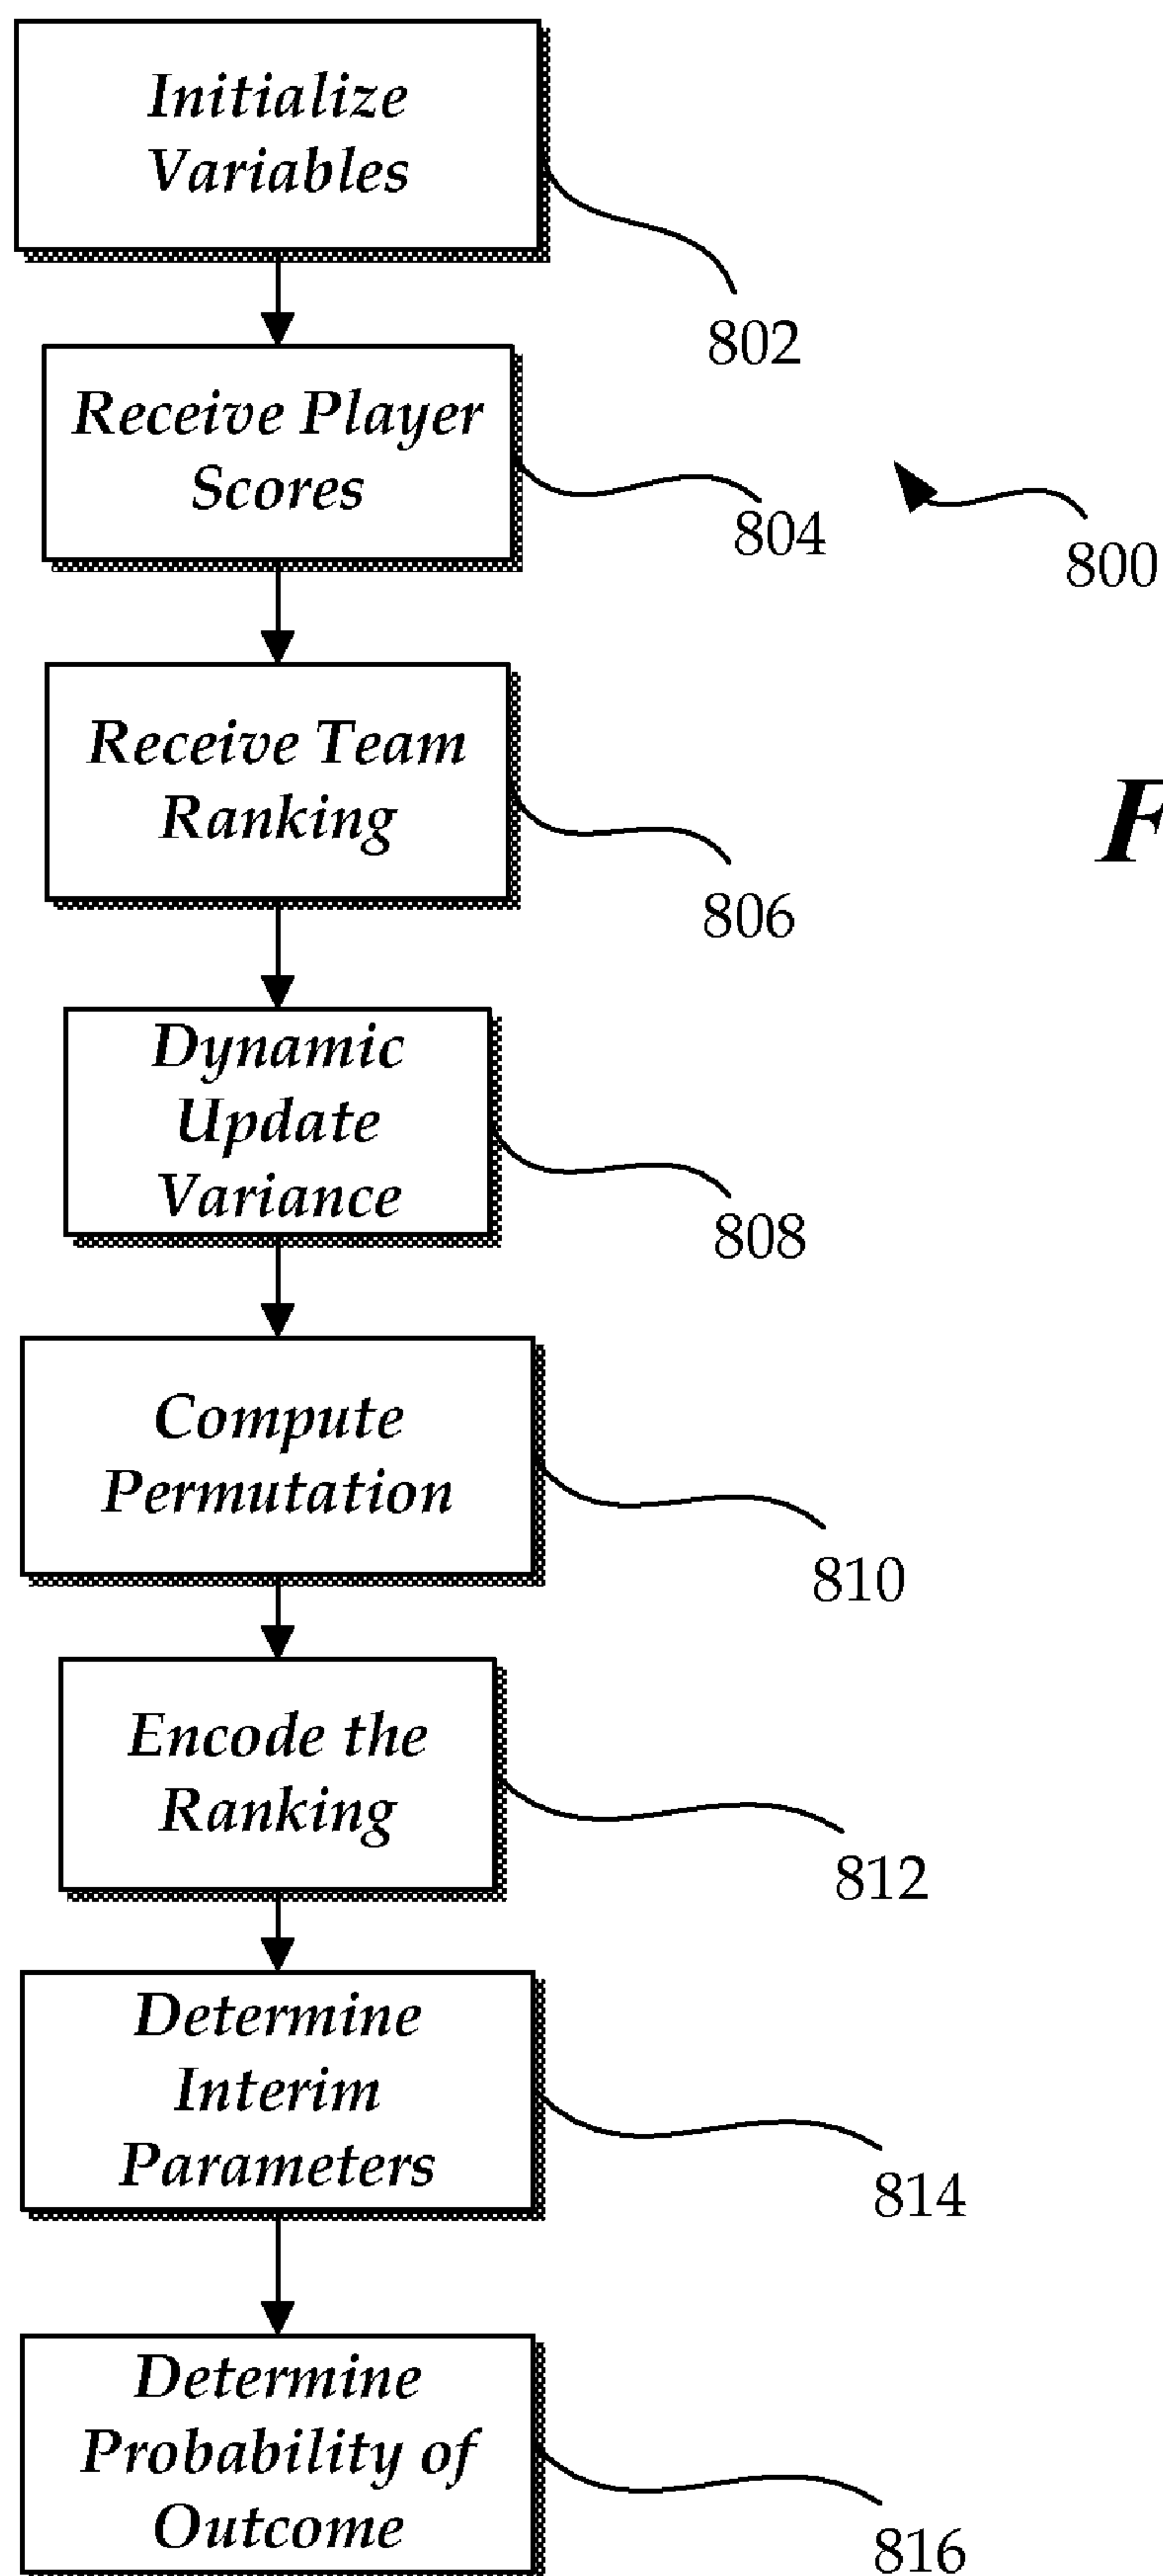 Initialize
Variables
802
Receive Player
Scores
804
800
Receive Team
Ranking
806
F
Dynamic
Update
Variance
808
Compute
Permutation
810
Encode the
Ranking
812
Determine
Interim
Parameters
814
Determine
Probability of
Outcome
816